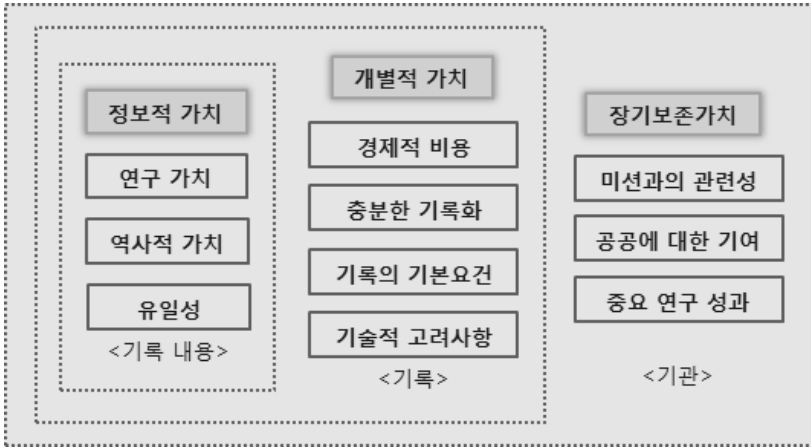 정보적 가치
연구 가치
역사적 가치
유일성
<기록 내용>
개별적 가치
경제적 비용
충분한 기록화
기록의 기본요건
기술적 고려사항
<기록>
장기보존가치
미션과의 관련성
공공에 대한 기여
중요 연구 성과
<기관>